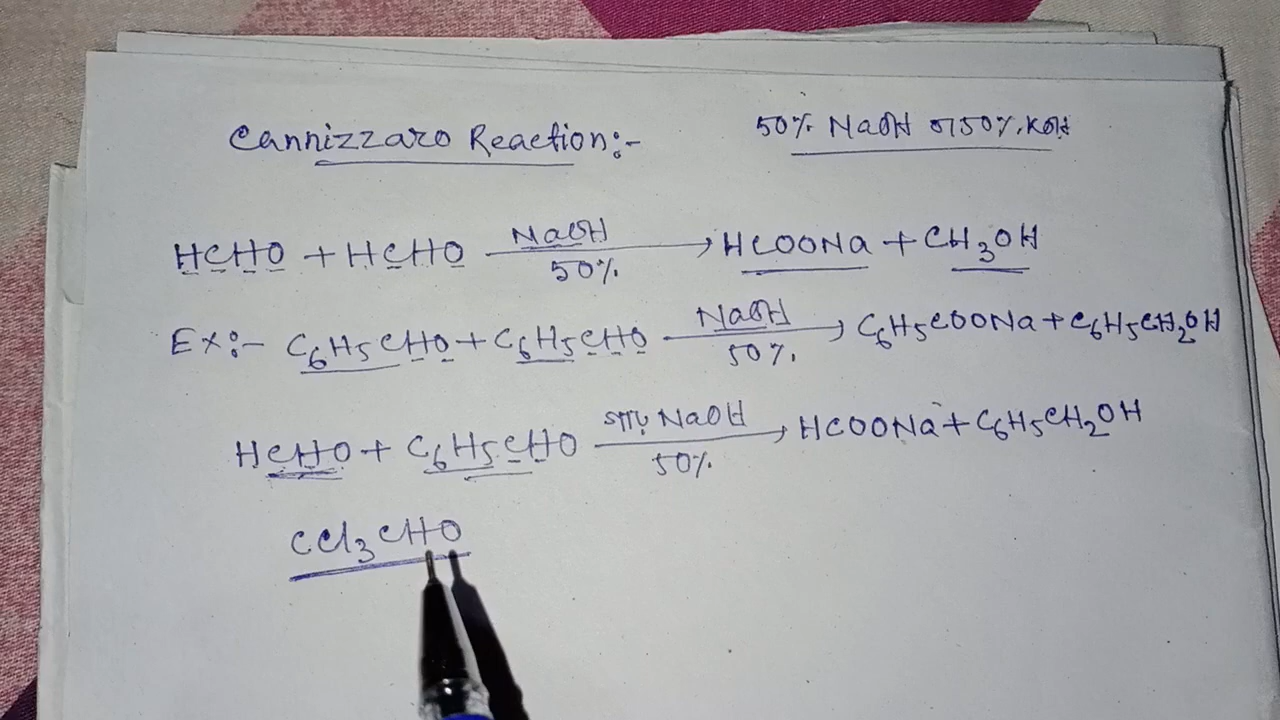 Cannizzaro Reaction:-
50% NaOH या 50%. KOH
HCHO + HCHO NaOH 50% → HCOONa + CH3OH
Ex:- C6H5CHO + C6H5CHO NaOH 50% → C6H5COONa + C6H5CH2OH
HCHO + C6H5CHO सान्द्र NaOH 50% → HCOONa + C6H5CH2OH
CCl3CHO